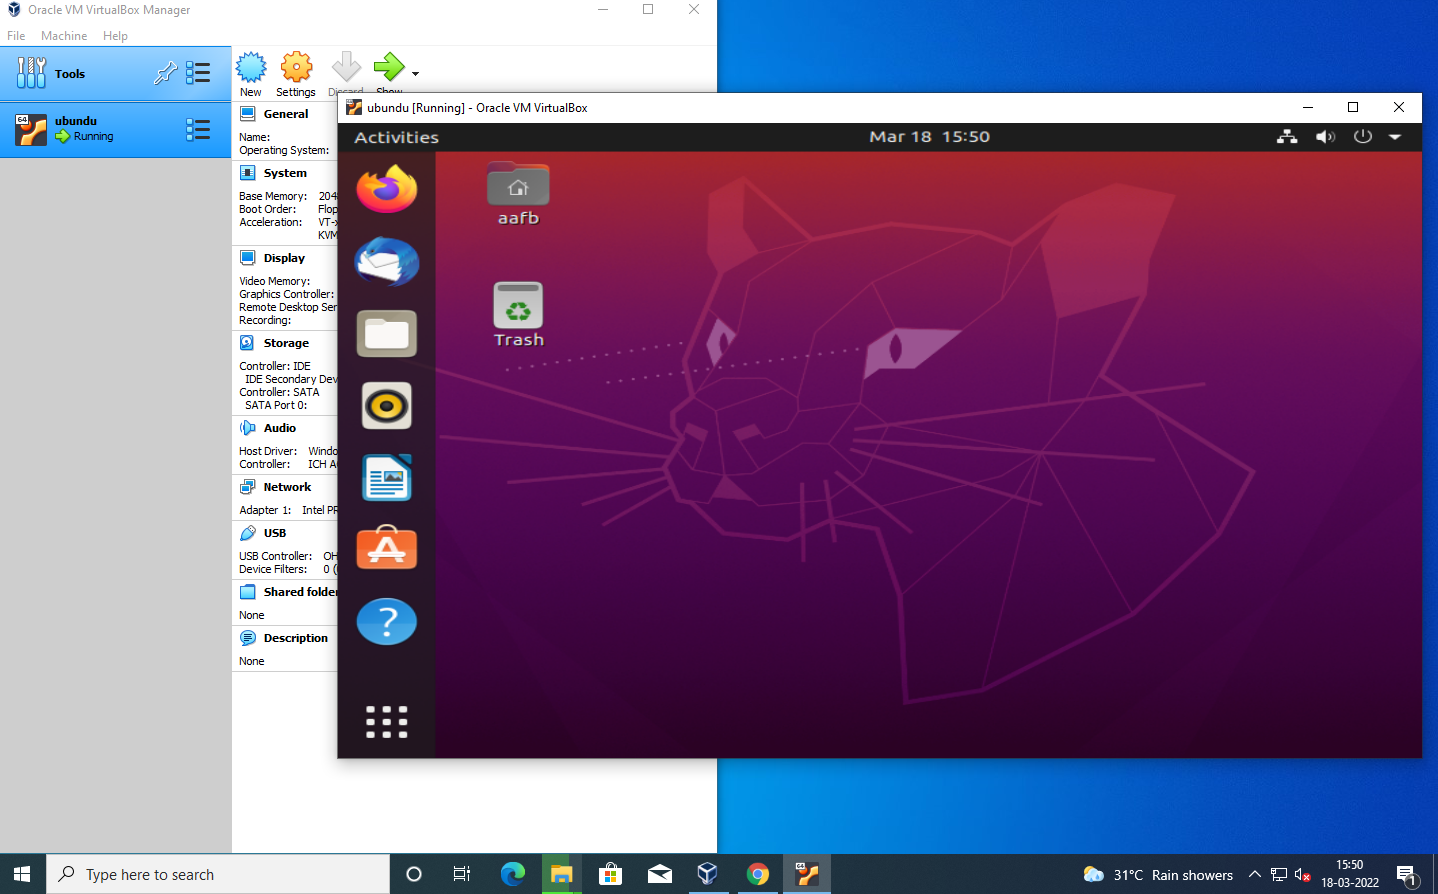 Oracle VM VirtualBox Manager
File Machine Help
Tools
ubundu
Running
New Settings Discard Show
General
Name:
Operating System:
System
Base Memory: 204
Boot Order: Flop
Acceleration: VT-x
KVM
Display
Video Memory:
Graphics Controller:
Remote Desktop Ser
Recording:
Storage
Controller: IDE
IDE Secondary Dev
Controller: SATA
SATA Port 0:
Audio
Host Driver: Windo
Controller: ICH A
Network
Adapter 1: Intel PR
USB
USB Controller: OH
Device Filters: 0 (
Shared folde
None
Description
None
ubundu [Running] - Oracle VM VirtualBox
Activities
Mar 18 15:50
aafb
Trash
Type here to search
31°C Rain showers
15:50
18-03-2022
1